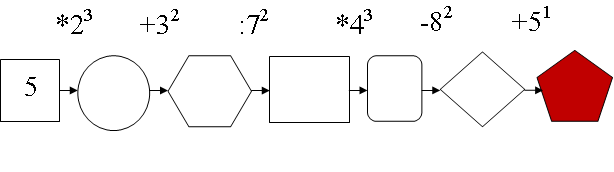 *2³ +3² :7² *4³ -8² +5¹
5